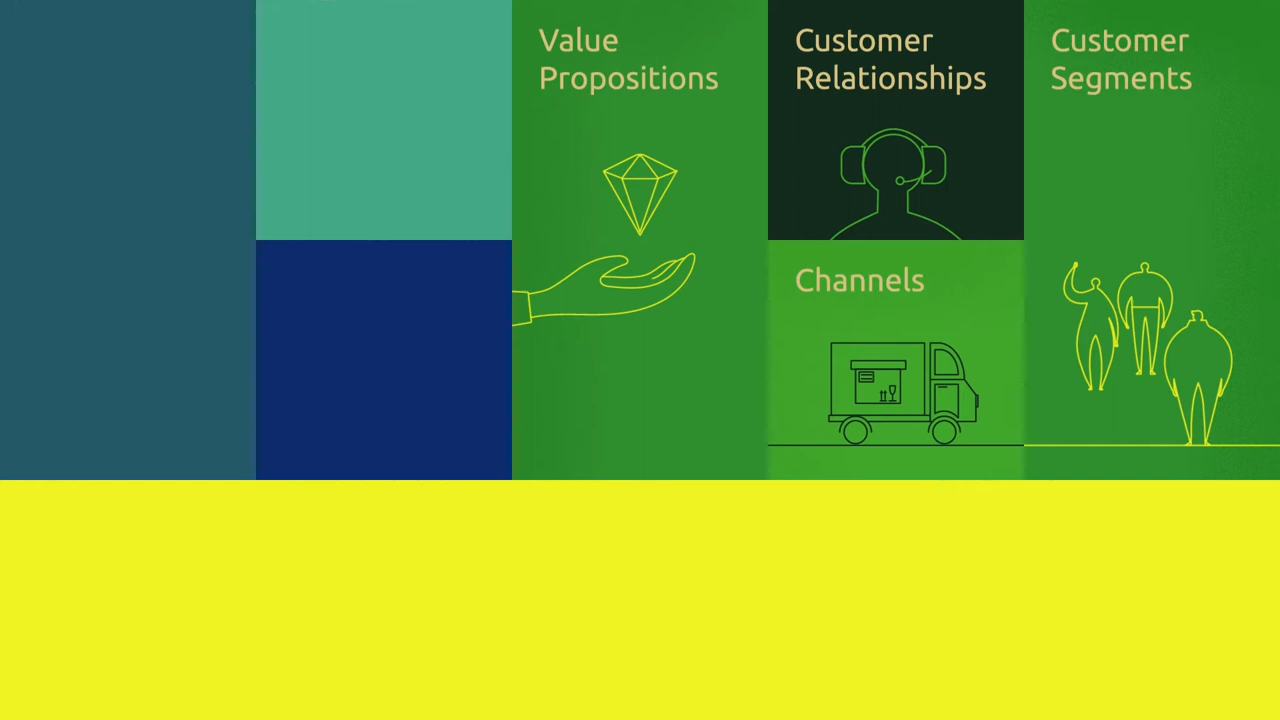 Value
Propositions
Customer
Relationships
Customer
Segments
Channels